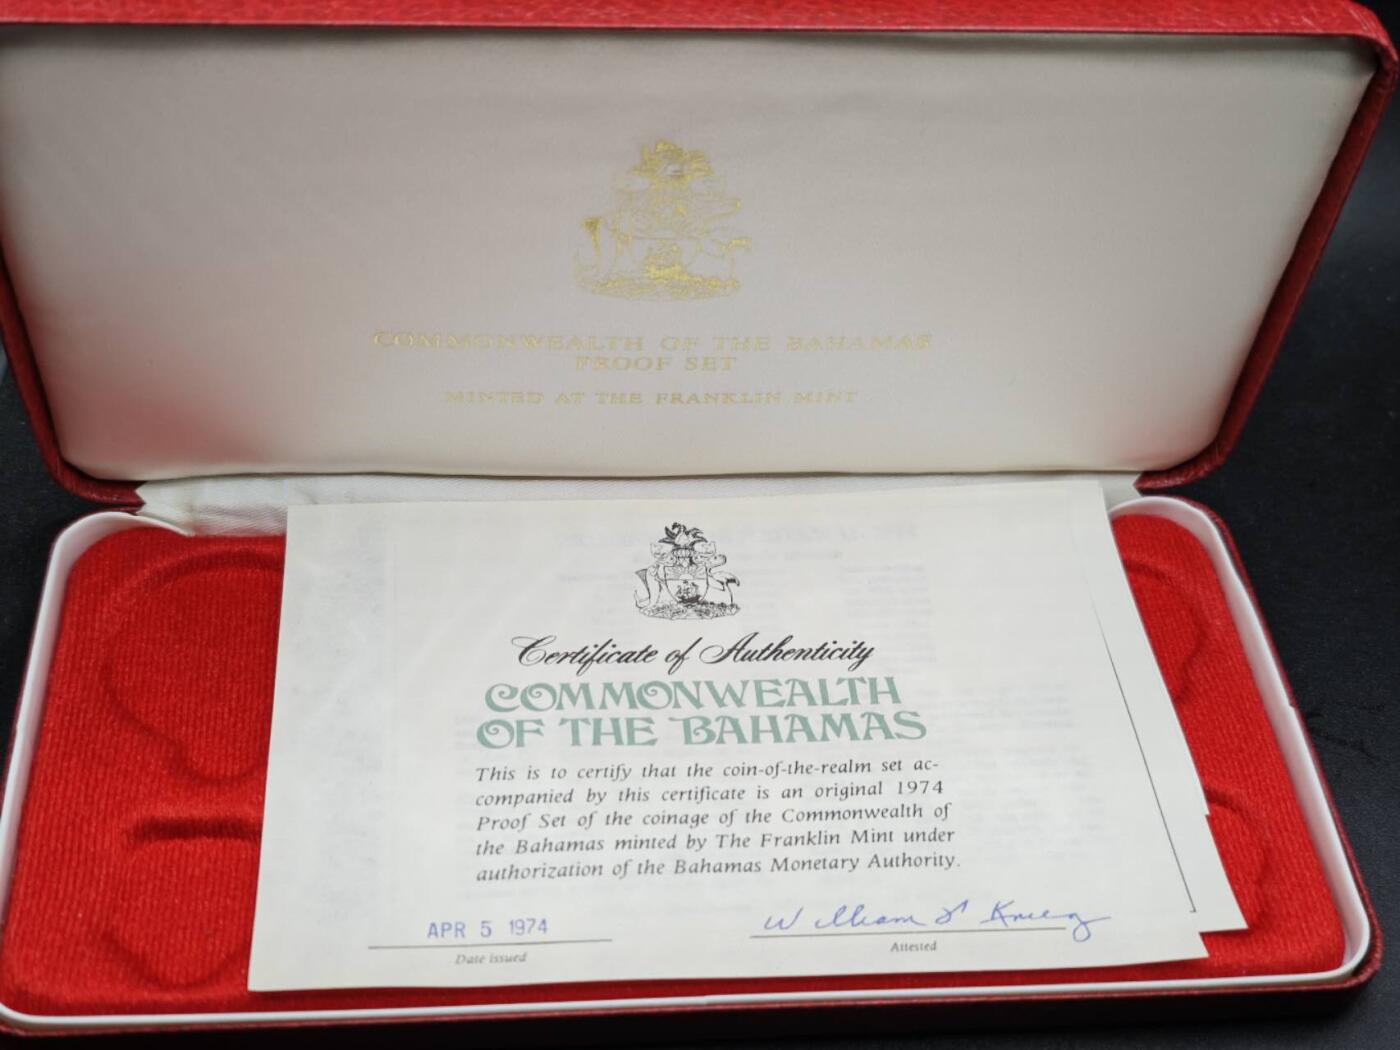 COMMONWEALTH OF THE BAHAMAS
PROOF SET
MINTED AT THE FRANKLIN MINT
Certificate of Authenticity
COMMONWEALTH
OF THE BAHAMAS
This is to certify that the coin-of-the-realm set ac-
companied by this certificate is an original 1974
Proof Set of the coinage of the Commonwealth of
the Bahamas minted by The Franklin Mint under
authorization of the Bahamas Monetary Authority.
APR 5 1974
Date issued
William
Attested